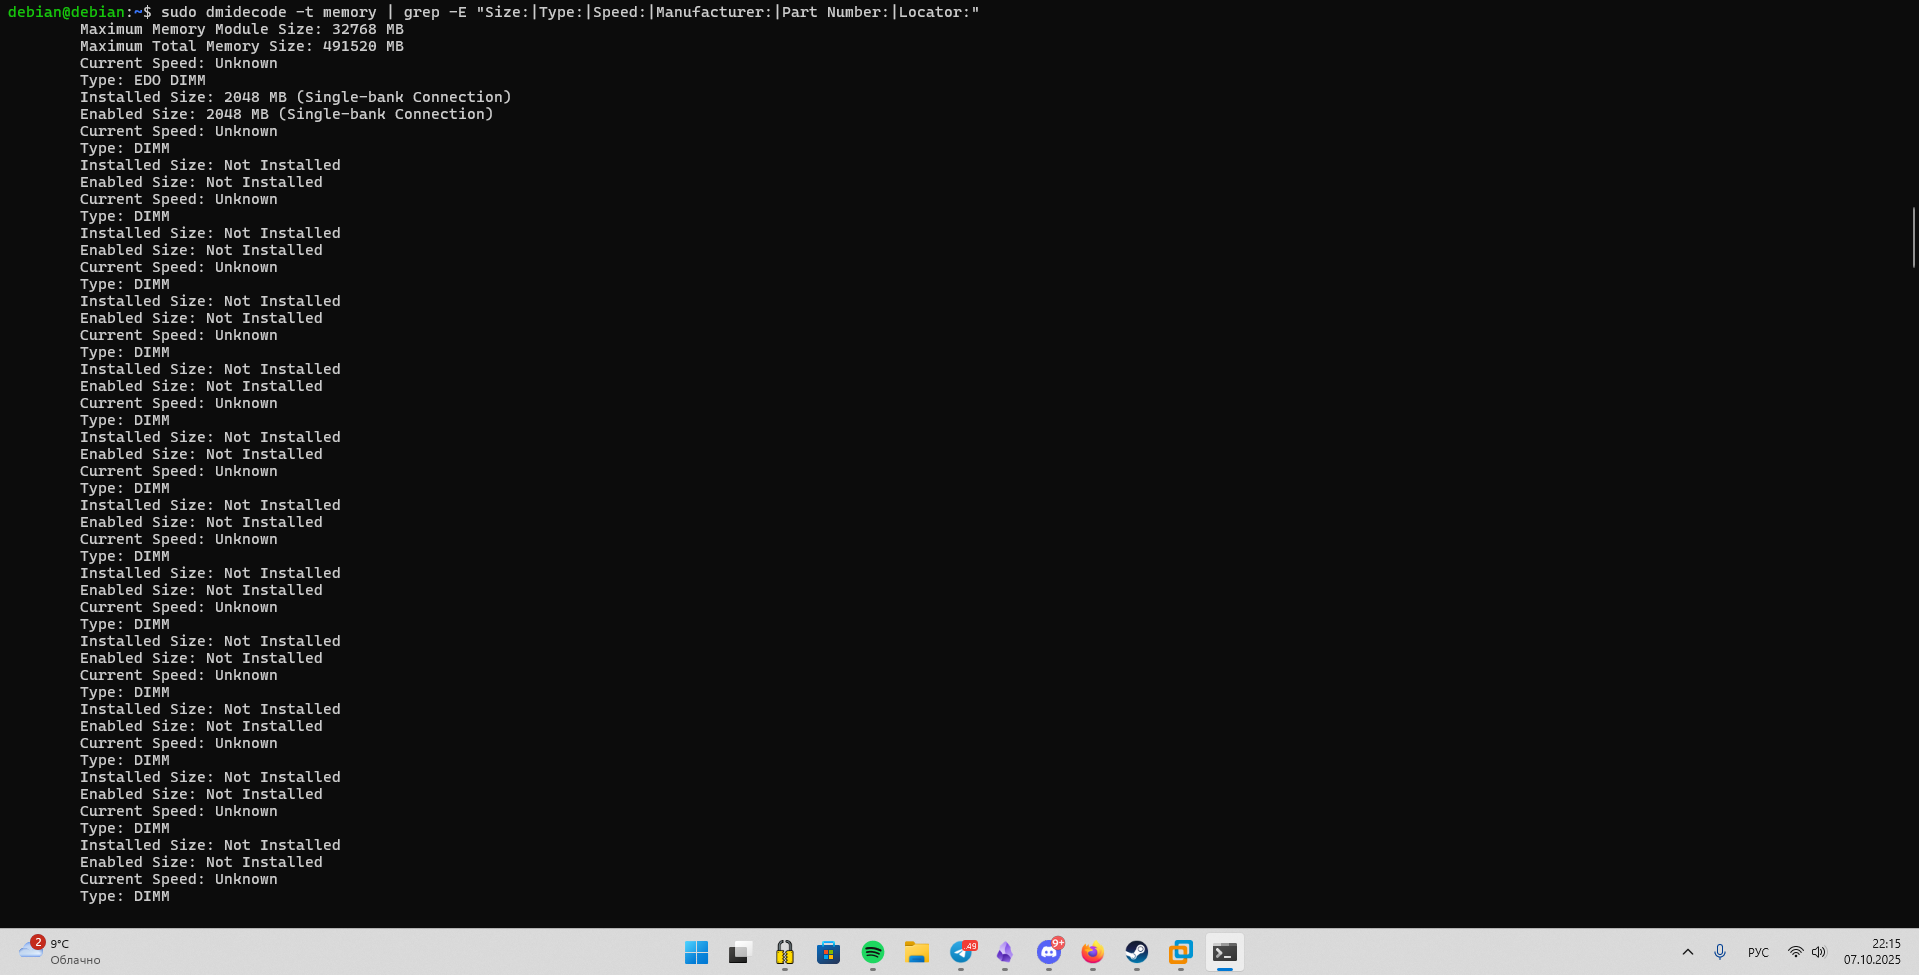 debian@debian:~$ sudo dmidecode -t memory | grep -E "Size:|Type:|Speed:|Manufacturer:|Part Number:|Locator:"
Maximum Memory Module Size: 32768 MB
Maximum Total Memory Size: 491520 MB
Current Speed: Unknown
Type: EDO DIMM
Installed Size: 2048 MB (Single-bank Connection)
Enabled Size: 2048 MB (Single-bank Connection)
Current Speed: Unknown
Type: DIMM
Installed Size: Not Installed
Enabled Size: Not Installed
Current Speed: Unknown
Type: DIMM
Installed Size: Not Installed
Enabled Size: Not Installed
Current Speed: Unknown
Type: DIMM
Installed Size: Not Installed
Enabled Size: Not Installed
Current Speed: Unknown
Type: DIMM
Installed Size: Not Installed
Enabled Size: Not Installed
Current Speed: Unknown
Type: DIMM
Installed Size: Not Installed
Enabled Size: Not Installed
Current Speed: Unknown
Type: DIMM
Installed Size: Not Installed
Enabled Size: Not Installed
Current Speed: Unknown
Type: DIMM
Installed Size: Not Installed
Enabled Size: Not Installed
Current Speed: Unknown
Type: DIMM
Installed Size: Not Installed
Enabled Size: Not Installed
Current Speed: Unknown
Type: DIMM
Installed Size: Not Installed
Enabled Size: Not Installed
Current Speed: Unknown
Type: DIMM
Installed Size: Not Installed
Enabled Size: Not Installed
Current Speed: Unknown
Type: DIMM
Installed Size: Not Installed
Enabled Size: Not Installed
Current Speed: Unknown
Type: DIMM
2
9°C
Облачно
49
9+
РУС
22:15
07.10.2025